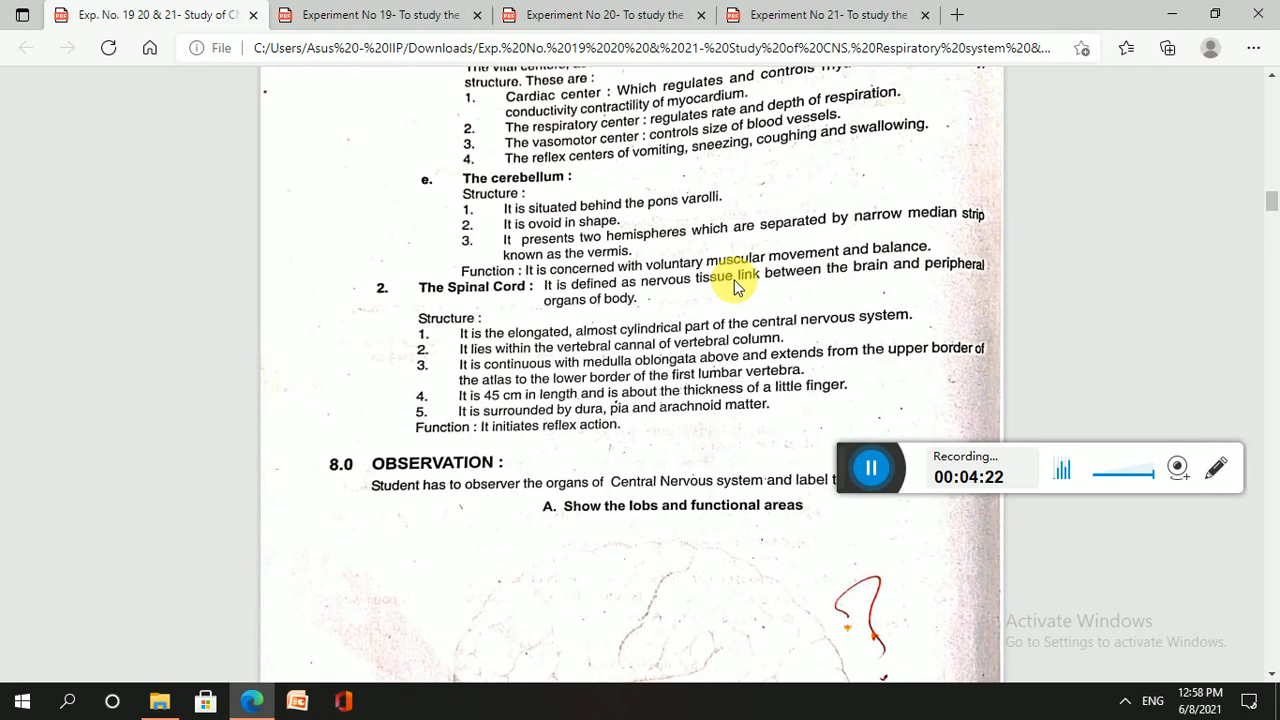 Exp. No. 19 20 & 21- Study of C
Experiment No 19- To study the
Experiment No 20- To study the
Experiment No 21- To study the
File
C:/Users/Asus%20-%20IIP/Downloads/Exp.%20No.%2019%2020%20&%2021-%20Study%20of%20CNS,%20Respiratory%20system%20&...
The vital centers,
structure. These are :
1. Cardiac center : Which regulates and controls
conductivity contractility of myocardium.
2. The respiratory center : regulates rate and depth of respiration.
3. The vasomotor center : controls size of blood vessels.
4. The reflex centers of vomiting, sneezing, coughing and swallowing.
e. The cerebellum :
Structure :
1. It is situated behind the pons varolli.
2. It is ovoid in shape.
3. It presents two hemispheres which are separated by narrow median strip
known as the vermis.
Function : It is concerned with voluntary muscular movement and balance.
2. The Spinal Cord : It is defined as nervous tissue link between the brain and peripheral
organs of body.
Structure :
1. It is the elongated, almost cylindrical part of the central nervous system.
2. It lies within the vertebral cannal of vertebral column.
3. It is continuous with medulla oblongata above and extends from the upper border of
the atlas to the lower border of the first lumbar vertebra.
4. It is 45 cm in length and is about the thickness of a little finger.
5. It is surrounded by dura, pia and arachnoid matter.
Function : It initiates reflex action.
8.0 OBSERVATION :
Student has to observer the organs of Central Nervous system and label t
A. Show the lobs and functional areas
Recording...
00:04:22
Activate Windows
Go to Settings to activate Windows.
ENG
12:58 PM
6/8/2021